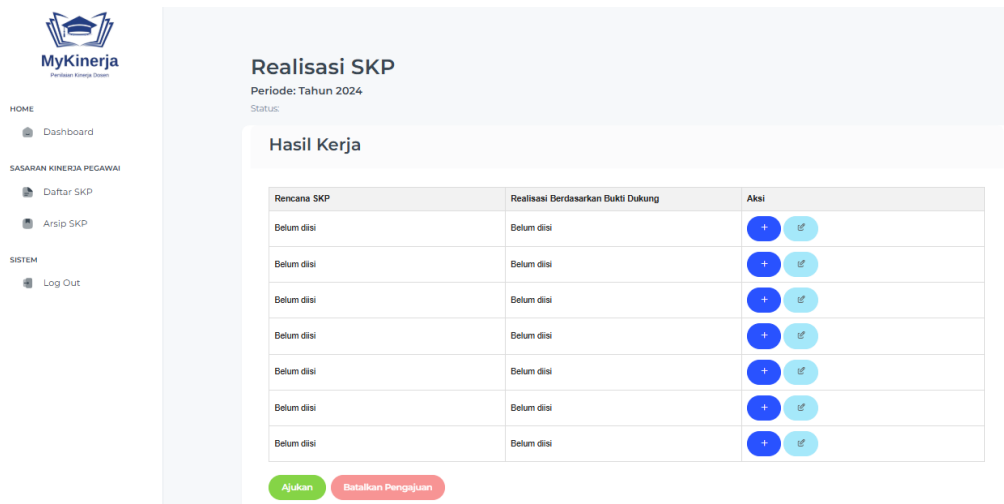 MyKinerja
Penilaian Kinerja Dosen
HOME
Dashboard
SASARAN KINERJA PEGAWAI
Daftar SKP
Arsip SKP
SISTEM
Log Out
Realisasi SKP
Periode: Tahun 2024
Status:
Hasil Kerja
Rencana SKP Realisasi Berdasarkan Bukti Dukung Aksi
Belum diisi Belum diisi +
Belum diisi Belum diisi +
Belum diisi Belum diisi +
Belum diisi Belum diisi +
Belum diisi Belum diisi +
Belum diisi Belum diisi +
Belum diisi Belum diisi +
Ajukan Batalkan Pengajuan